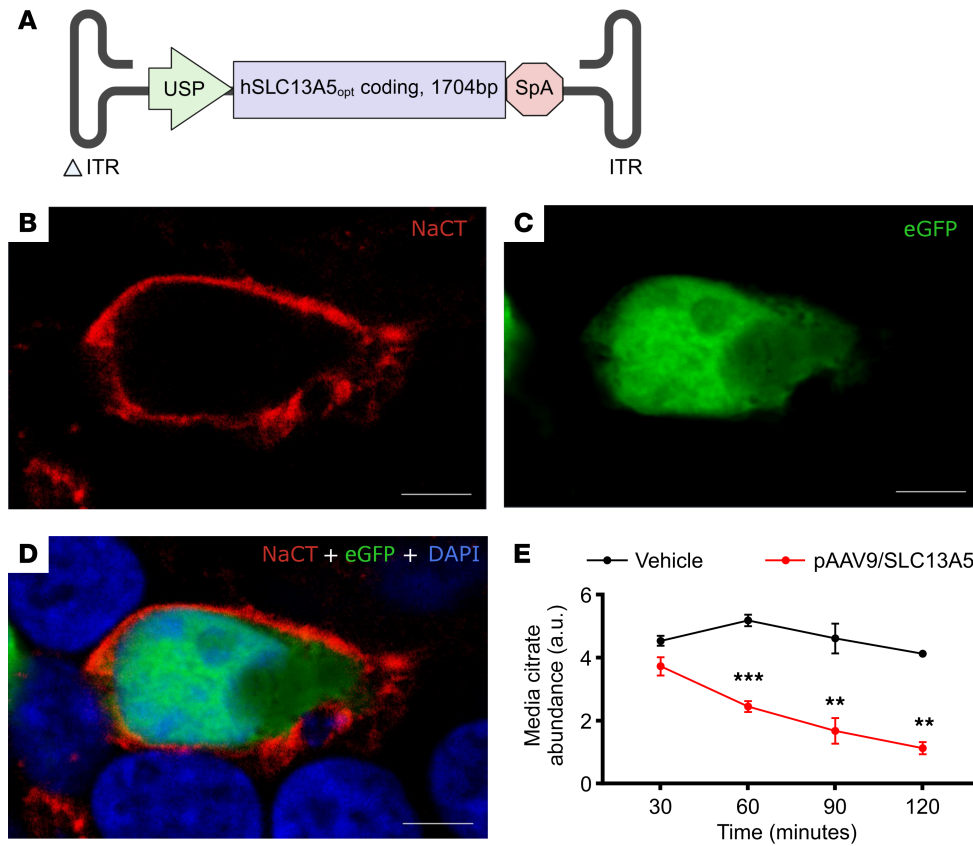 A
USP
hSLC13A5opt coding, 1704bp
SpA
△ ITR
ITR
B
NaCT
C
eGFP
D
NaCT + eGFP + DAPI
E
Vehicle
pAAV9/SLC13A5
Media citrate
abundance (a.u.)
6
4
2
0
***
**
**
30 60 90 120
Time (minutes)